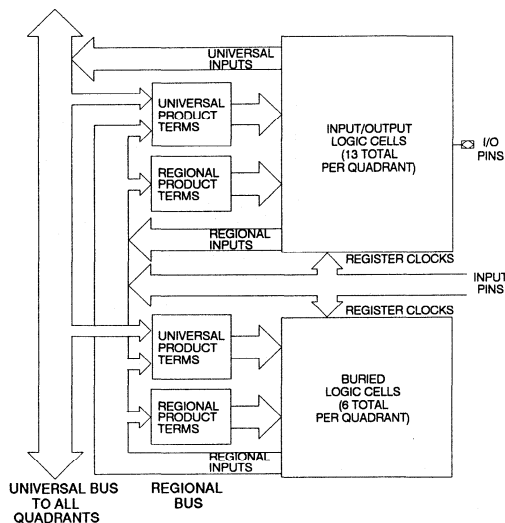 UNIVERSAL
INPUTS
UNIVERSAL
PRODUCT
TERMS
INPUT/OUTPUT
LOGIC CELLS
(13 TOTAL
PER QUADRANT)
I/O
PINS
REGIONAL
PRODUCT
TERMS
REGIONAL
INPUTS
REGISTER CLOCKS
INPUT
PINS
REGISTER CLOCKS
UNIVERSAL
PRODUCT
TERMS
BURIED
LOGIC CELLS
(6 TOTAL
PER QUADRANT)
REGIONAL
PRODUCT
TERMS
REGIONAL
INPUTS
UNIVERSAL BUS
TO ALL
QUADRANTS
REGIONAL
BUS